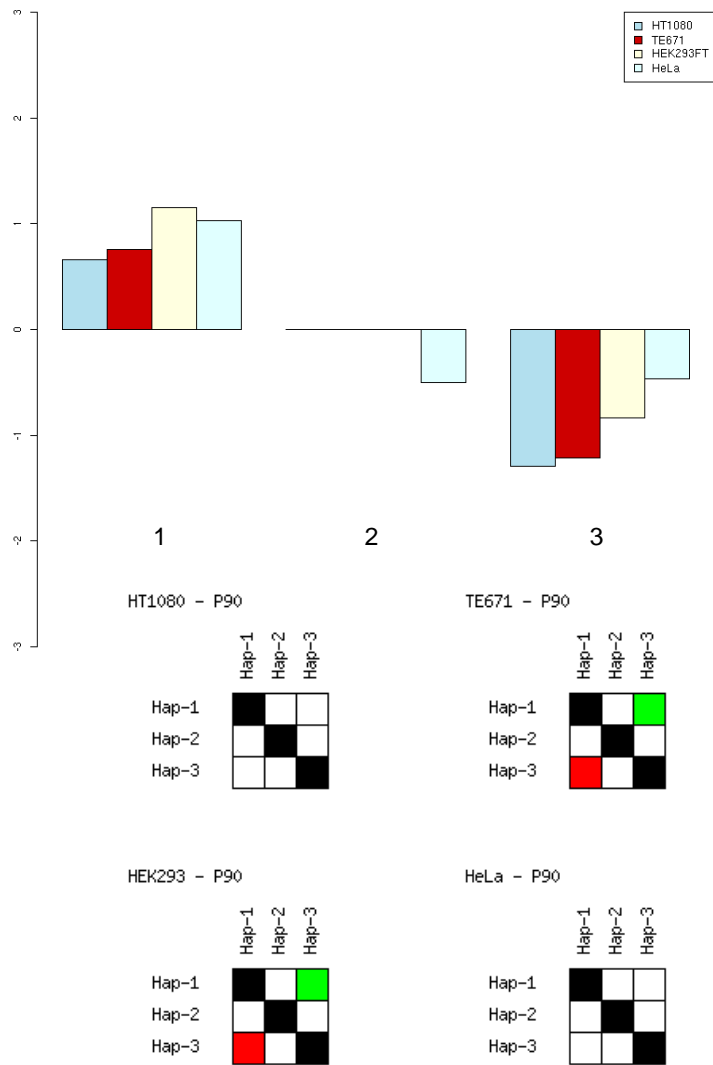 3
2
1
0
-1
-2
-3
HT1080
TE671
HEK293FT
HeLa
1 2 3
HT1080 - P90
Hap-1 Hap-2 Hap-3
Hap-1
Hap-2
Hap-3
TE671 - P90
Hap-1 Hap-2 Hap-3
Hap-1
Hap-2
Hap-3
HEK293 - P90
Hap-1 Hap-2 Hap-3
Hap-1
Hap-2
Hap-3
HeLa - P90
Hap-1 Hap-2 Hap-3
Hap-1
Hap-2
Hap-3